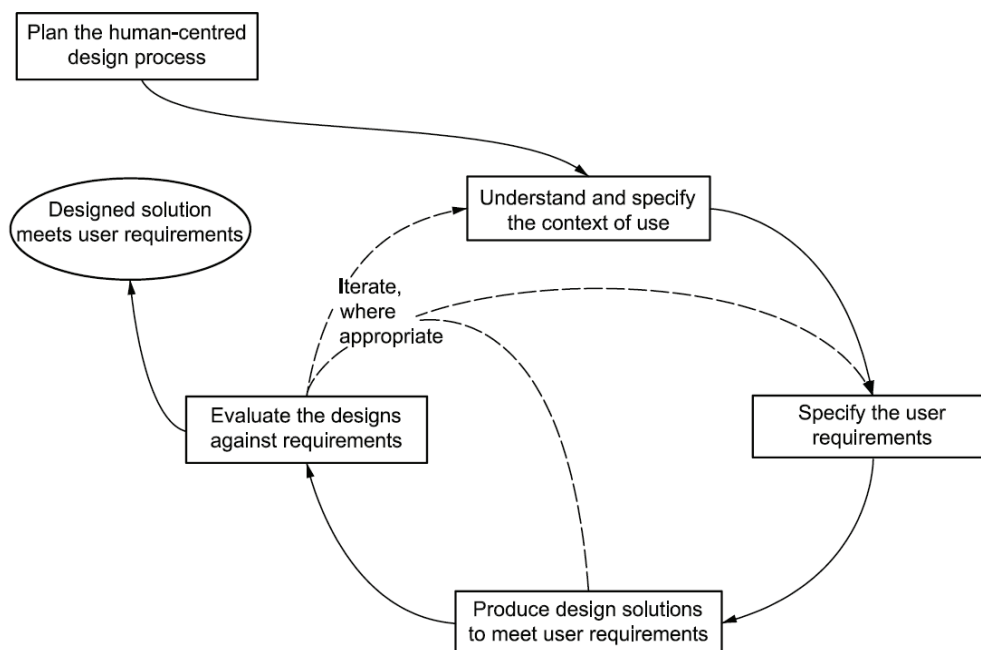 Plan the human-centred
design process
Understand and specify
the context of use
Designed solution
meets user requirements
Iterate,
where
appropriate
Evaluate the designs
against requirements
Specify the user
requirements
Produce design solutions
to meet user requirements